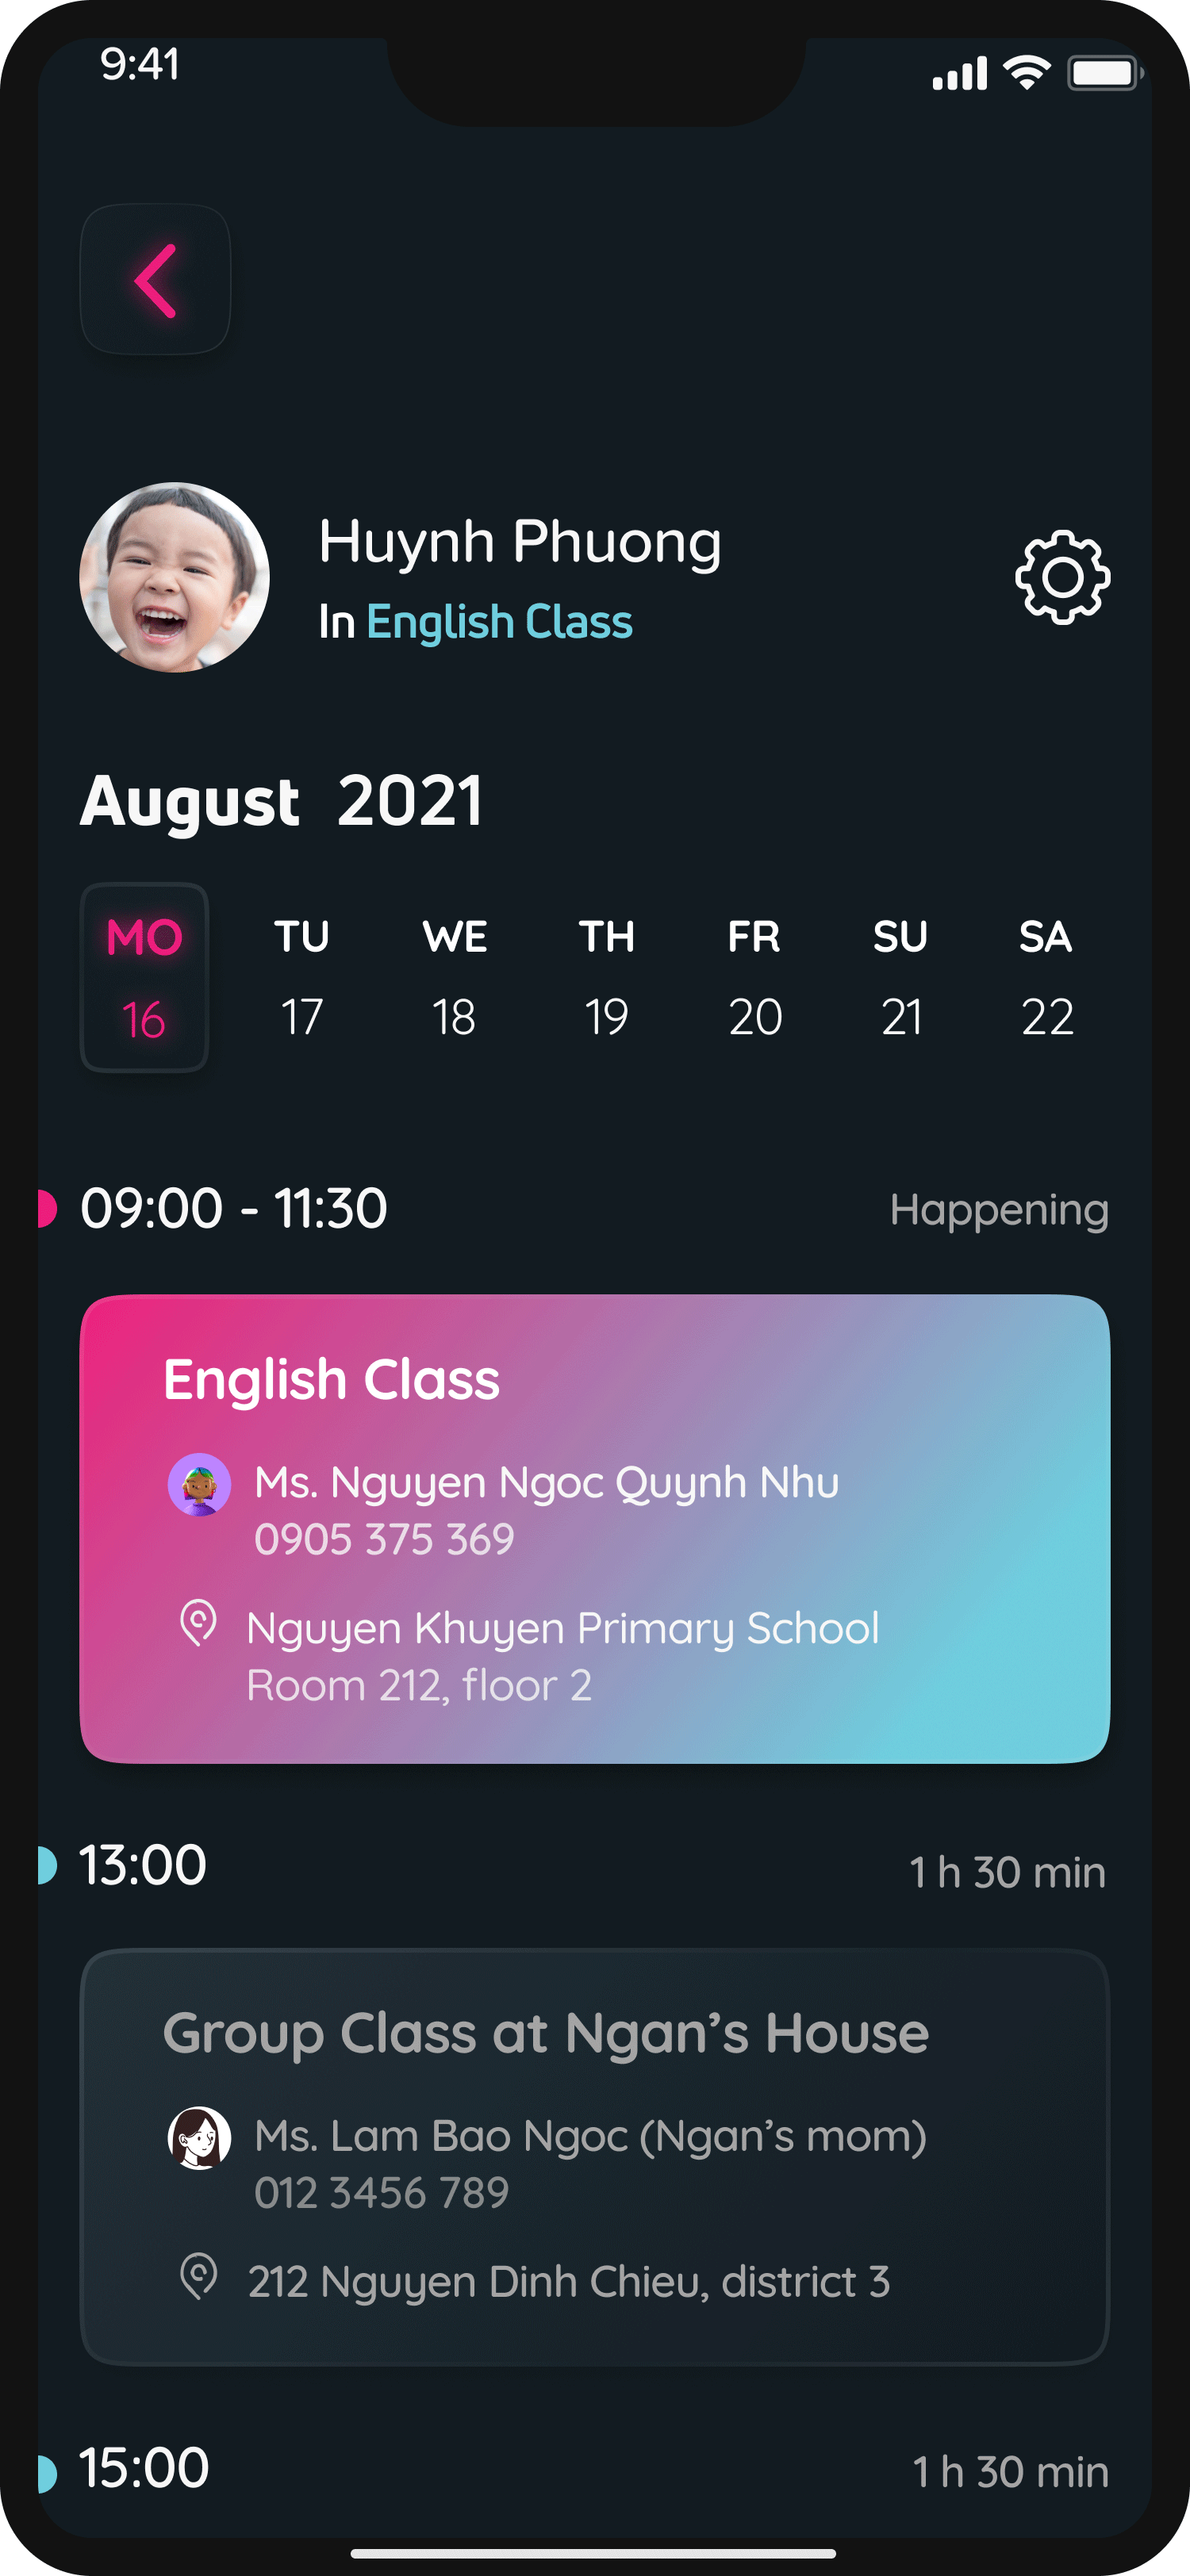 9:41
Huynh Phuong
In English Class
August 2021
MO TU WE TH FR SU SA
16 17 18 19 20 21 22
09:00 - 11:30 Happening
English Class
Ms. Nguyen Ngoc Quynh Nhu
0905 375 369
Nguyen Khuyen Primary School
Room 212, floor 2
13:00 1 h 30 min
Group Class at Ngan’s House
Ms. Lam Bao Ngoc (Ngan’s mom)
012 3456 789
212 Nguyen Dinh Chieu, district 3
15:00 1 h 30 min